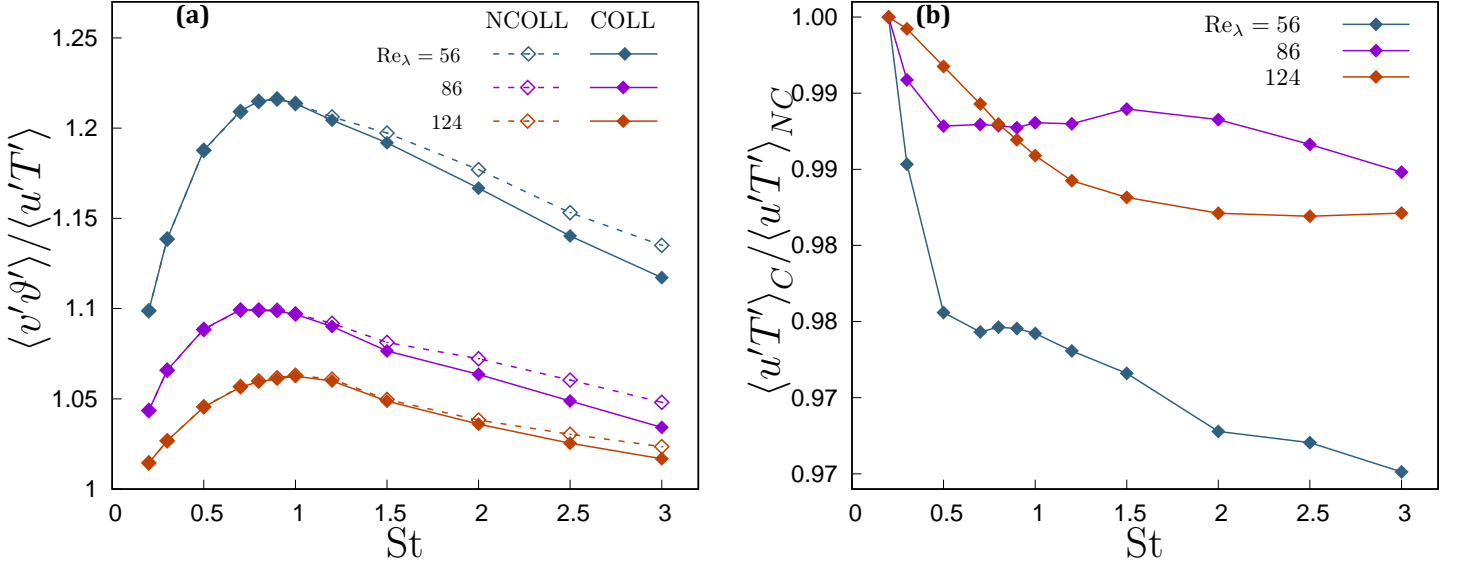 (a)
NCOLL COLL
Re_λ = 56
86
124
1.25
1.2
1.15
1.1
1.05
1
0 0.5 1 1.5 2 2.5 3
St
⟨v′ϑ′⟩/⟨u′T′⟩
(b)
Re_λ = 56
86
124
1.00
0.99
0.99
0.98
0.98
0.97
0.97
0 0.5 1 1.5 2 2.5 3
St
⟨u′T′⟩_C/⟨u′T′⟩_NC